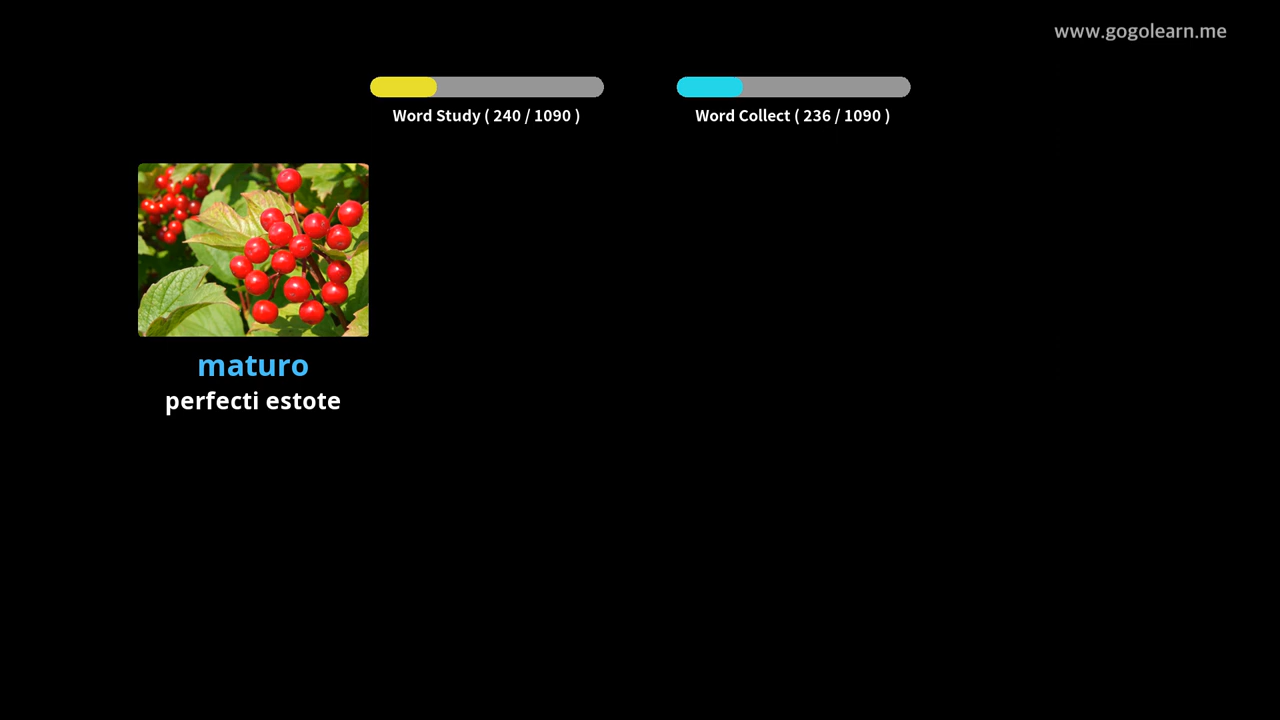 www.gogolearn.me
Word Study ( 240 / 1090 )
Word Collect ( 236 / 1090 )
maturo
perfecti estote